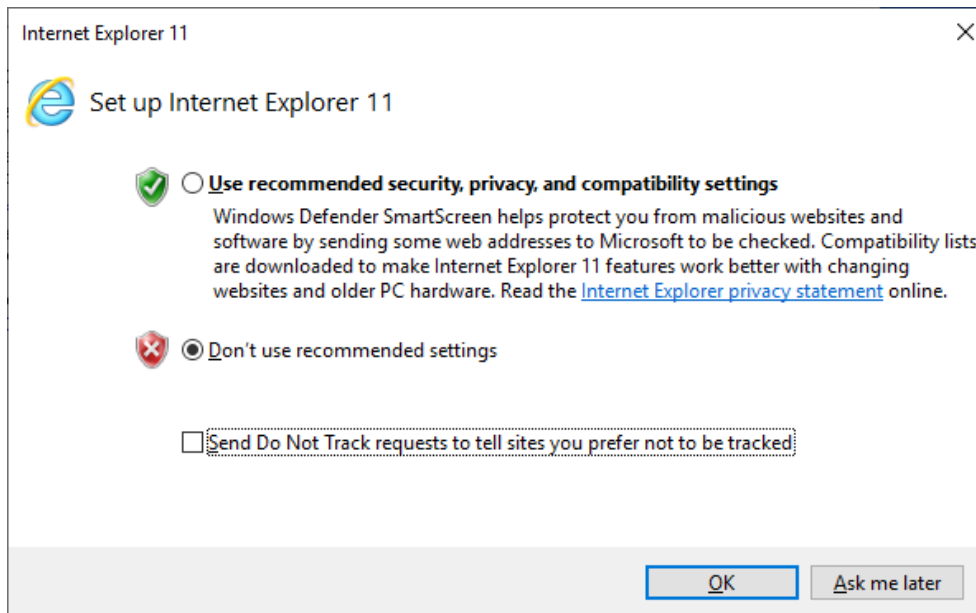 Internet Explorer 11
Set up Internet Explorer 11
Use recommended security, privacy, and compatibility settings
Windows Defender SmartScreen helps protect you from malicious websites and
software by sending some web addresses to Microsoft to be checked. Compatibility lists
are downloaded to make Internet Explorer 11 features work better with changing
websites and older PC hardware. Read the Internet Explorer privacy statement online.
Don't use recommended settings
Send Do Not Track requests to tell sites you prefer not to be tracked
OK
Ask me later